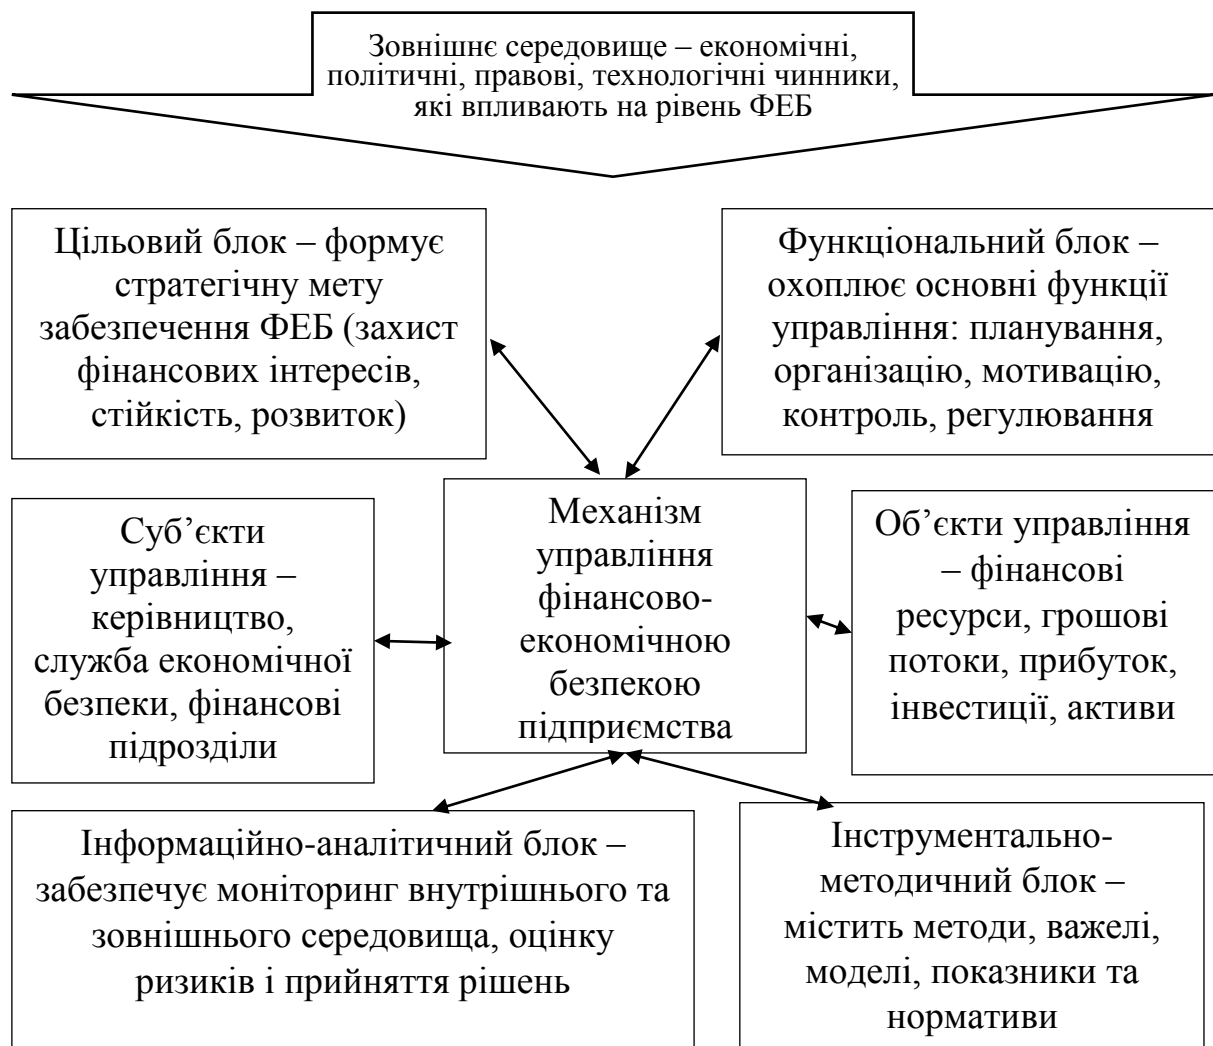 Зовнішнє середовище – економічні,
політичні, правові, технологічні чинники,
які впливають на рівень ФЕБ
Цільовий блок – формує
стратегічну мету
забезпечення ФЕБ (захист
фінансових інтересів,
стійкість, розвиток)
Функціональний блок –
охоплює основні функції
управління: планування,
організацію, мотивацію,
контроль, регулювання
Суб’єкти
управління –
керівництво,
служба економічної
безпеки, фінансові
підрозділи
Механізм
управління
фінансово-
економічною
безпекою
підприємства
Об’єкти управління
– фінансові
ресурси, грошові
потоки, прибуток,
інвестиції, активи
Інформаційно-аналітичний блок –
забезпечує моніторинг внутрішнього та
зовнішнього середовища, оцінку
ризиків і прийняття рішень
Інструментально-
методичний блок –
містить методи, важелі,
моделі, показники та
нормативи